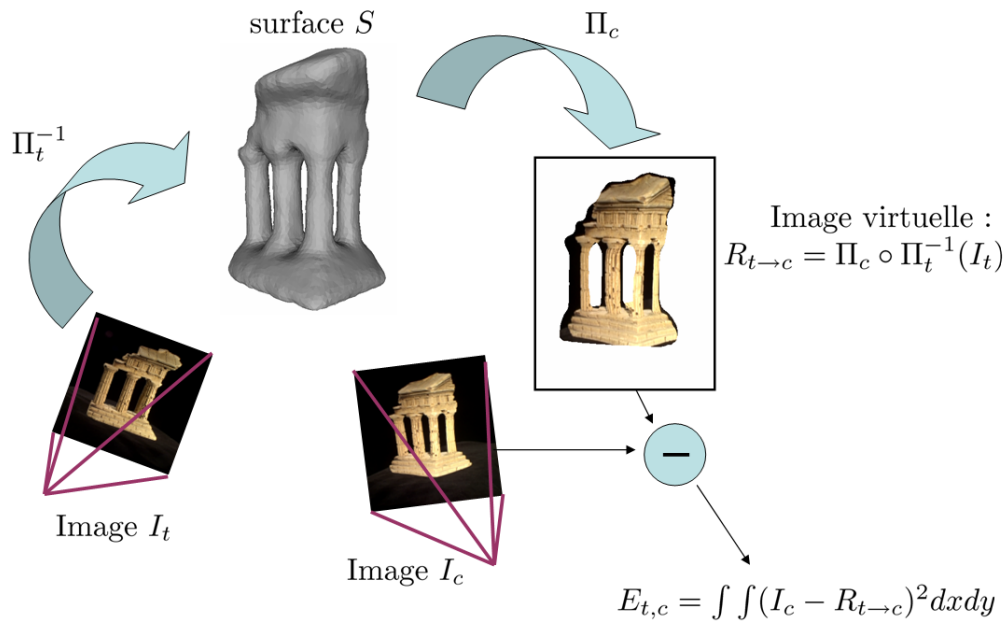 surface S
Π_c
Π_t^{-1}
Image virtuelle :
R_{t→c} = Π_c ∘ Π_t^{-1}(I_t)
−
Image I_t
Image I_c
E_{t,c} = ∫ ∫(I_c − R_{t→c})^2 dxdy